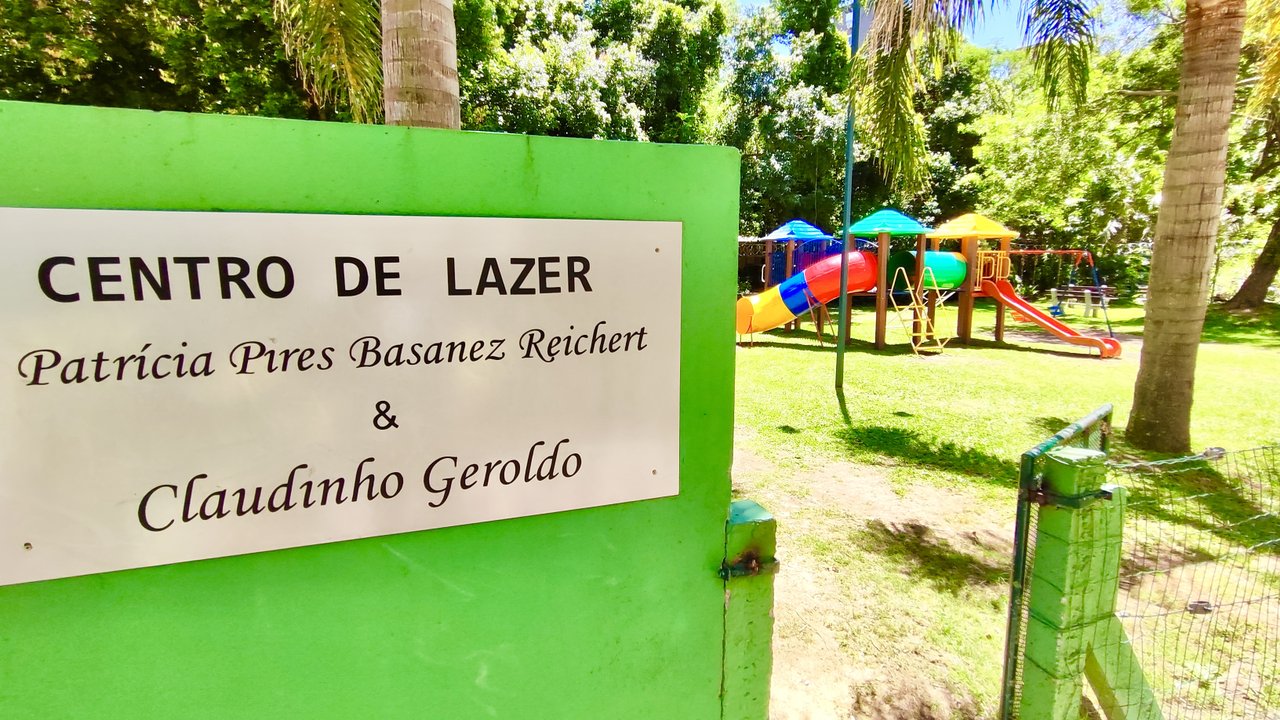 CENTRO DE LAZER
Patrícia Pires Basanez Reichert
&
Claudinho Geroldo